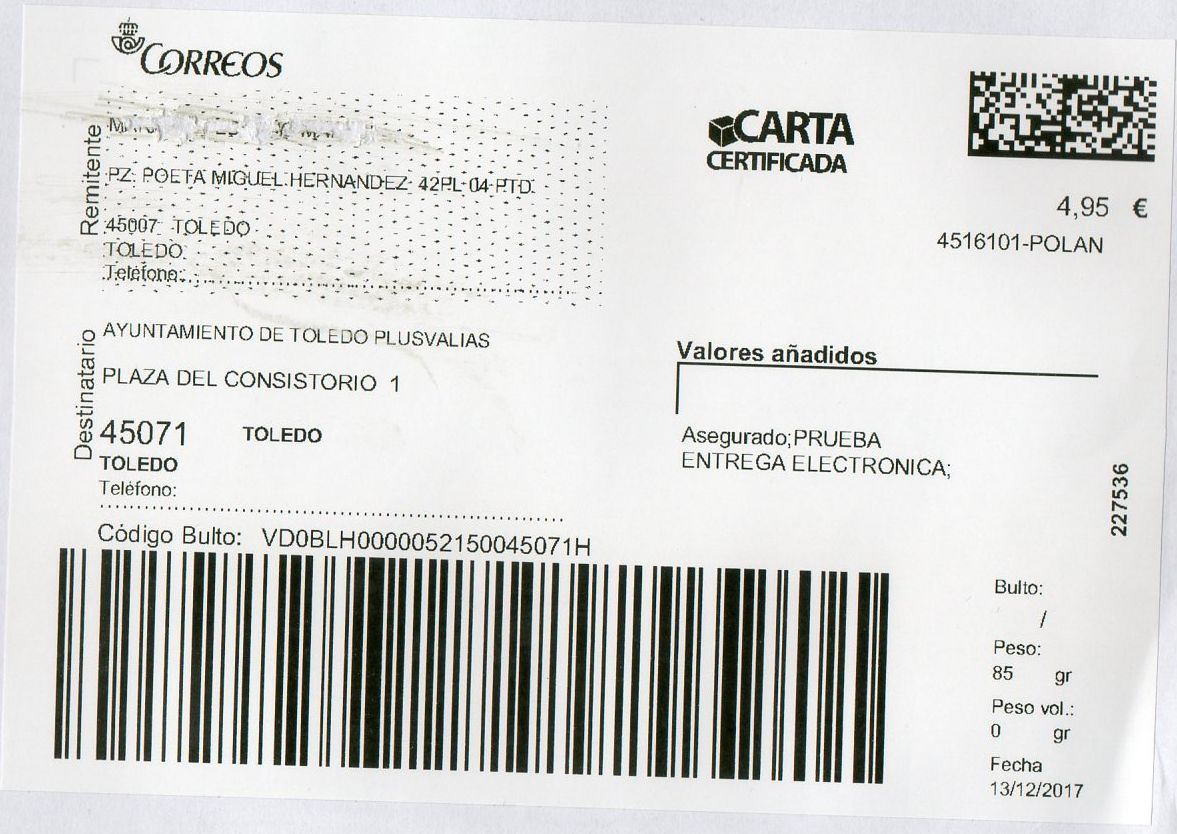 CORREOS
Remitente
PZ. POETA MIGUEL HERNANDEZ 42PL 04 PTD
45007 TOLEDO
TOLEDO
Teléfono:
Destinatario
AYUNTAMIENTO DE TOLEDO PLUSVALIAS
PLAZA DEL CONSISTORIO 1
45071 TOLEDO
TOLEDO
Teléfono:
Código Bulto: VD0BLH0000052150045071H
CARTA
CERTIFICADA
4,95 €
4516101-POLAN
Valores añadidos
Asegurado;PRUEBA
ENTREGA ELECTRONICA;
227536
Bulto:
/
Peso:
85 gr
Peso vol.:
0 gr
Fecha
13/12/2017